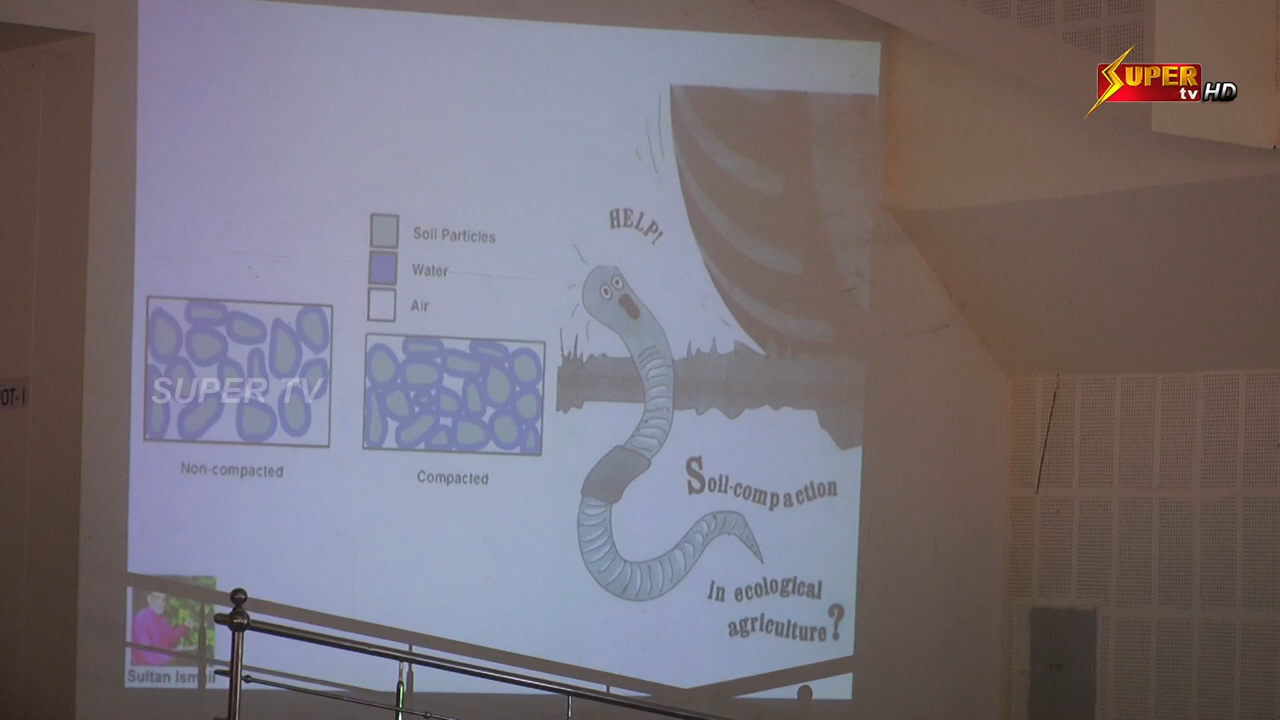 SUPER
tv HD
HELP!
Soil Particles
Water
Air
SUPER TV
Non-compacted
Compacted
Soil-compaction
in ecological
agriculture?
OT-I
Sultan Ismail